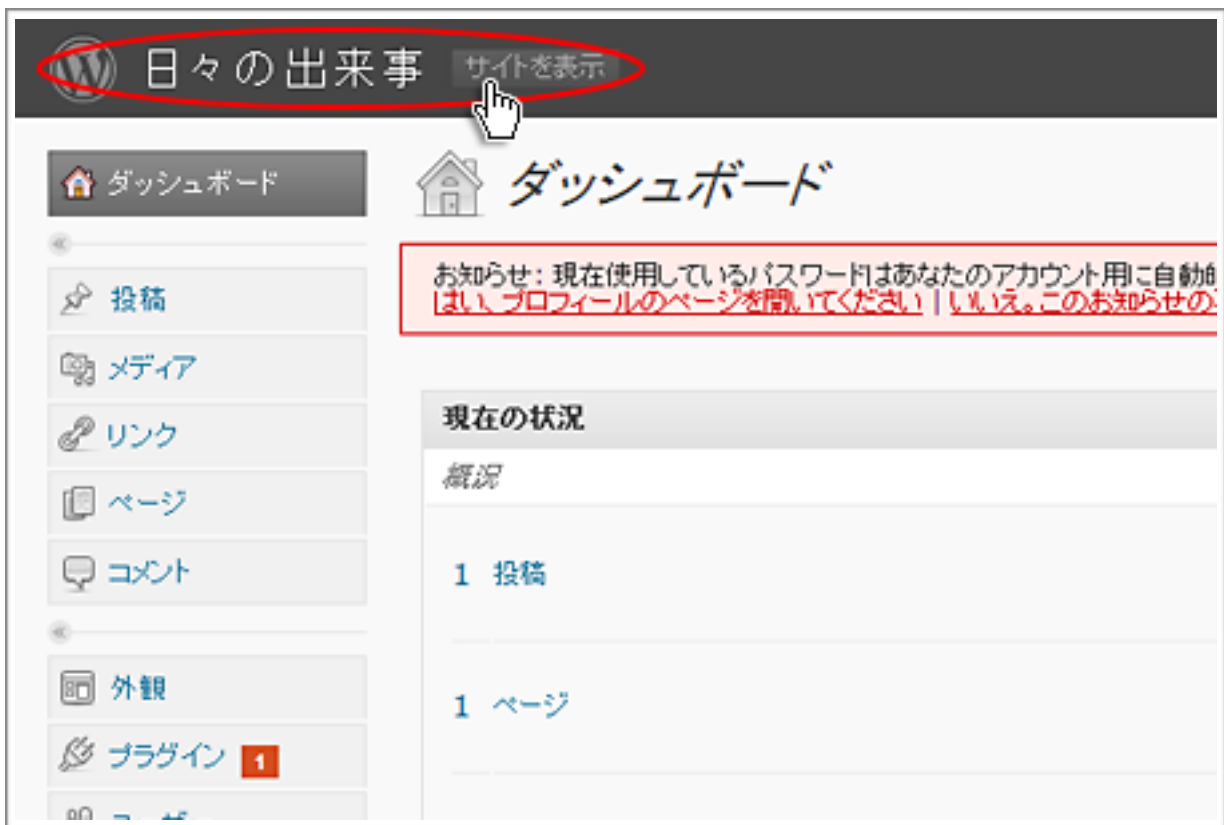 日々の出来事 サイトを表示
ダッシュボード
ダッシュボード
お知らせ: 現在使用しているパスワードはあなたのアカウント用に自動
はい、プロフィールのページを開いてください | いいえ。このお知らせの
投稿
メディア
リンク
ページ
コメント
現在の状況
概況
1 投稿
1 ページ
外観
プラグイン 1